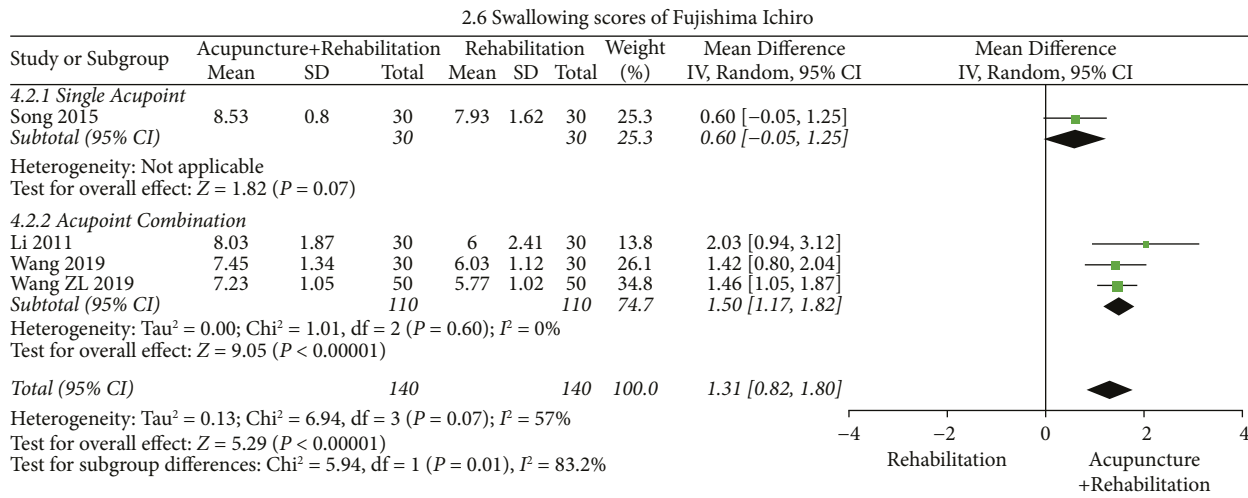 2.6 Swallowing scores of Fujishima Ichiro
Study or Subgroup Acupuncture+Rehabilitation Rehabilitation Weight Mean Difference Mean Difference
Mean SD Total Mean SD Total (%) IV, Random, 95% CI IV, Random, 95% CI
4.2.1 Single Acupoint
Song 2015 8.53 0.8 30 7.93 1.62 30 25.3 0.60 [−0.05, 1.25]
Subtotal (95% CI) 30 30 25.3 0.60 [−0.05, 1.25]
Heterogeneity: Not applicable
Test for overall effect: Z = 1.82 (P = 0.07)
4.2.2 Acupoint Combination
Li 2011 8.03 1.87 30 6 2.41 30 13.8 2.03 [0.94, 3.12]
Wang 2019 7.45 1.34 30 6.03 1.12 30 26.1 1.42 [0.80, 2.04]
Wang ZL 2019 7.23 1.05 50 5.77 1.02 50 34.8 1.46 [1.05, 1.87]
Subtotal (95% CI) 110 110 74.7 1.50 [1.17, 1.82]
Heterogeneity: Tau² = 0.00; Chi² = 1.01, df = 2 (P = 0.60); I² = 0%
Test for overall effect: Z = 9.05 (P < 0.00001)
Total (95% CI) 140 140 100.0 1.31 [0.82, 1.80]
Heterogeneity: Tau² = 0.13; Chi² = 6.94, df = 3 (P = 0.07); I² = 57%
Test for overall effect: Z = 5.29 (P < 0.00001)
Test for subgroup differences: Chi² = 5.94, df = 1 (P = 0.01), I² = 83.2%
−4 −2 0 2 4
Rehabilitation Acupuncture
+Rehabilitation